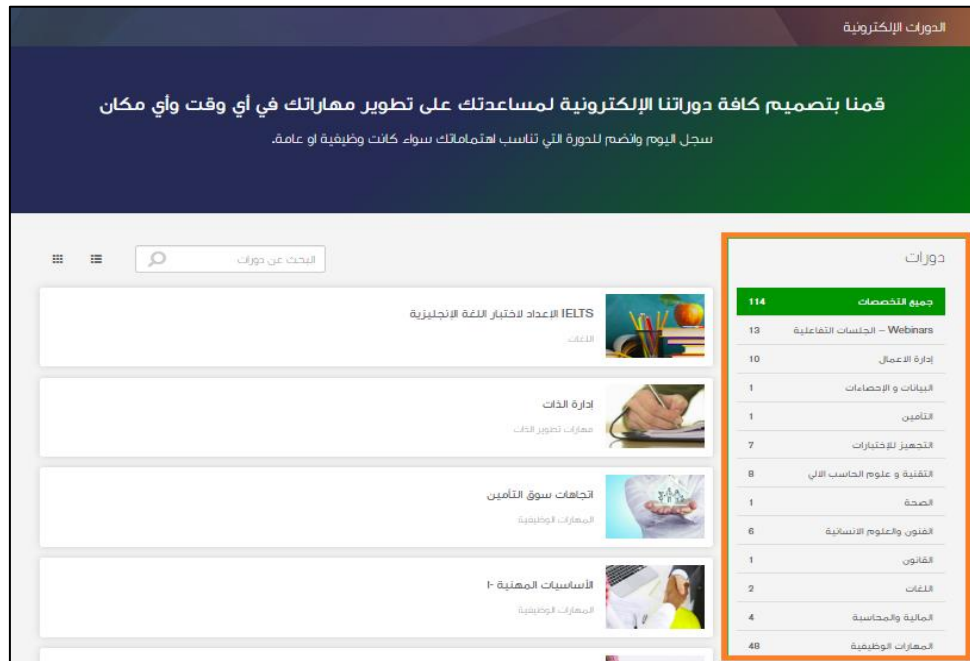 الدورات الإلكترونية
قمنا بتصميم كافة دوراتنا الإلكترونية لمساعدتك على تطوير مهاراتك في أي وقت وأي مكان
سجل اليوم وانضم للدورة التي تناسب اهتماماتك سواء كانت وظيفية او عامة.
دورات
جميع التخصصات 114
Webinars – الجلسات التفاعلية 13
إدارة الاعمال 10
البيانات و الإحصاءات 1
التأمين 1
التجهيز للإختبارات 7
التقنية و علوم الحاسب الالي 8
الصحة 1
الفنون والعلوم الانسانية 6
القانون 1
اللغات 2
المالية والمحاسبة 4
المهارات الوظيفية 48
البحث عن دورات
IELTS الإعداد لاختبار اللغة الإنجليزية
اللغات
إدارة الذات
مهارات تطوير الذات
اتجاهات سوق التأمين
المهارات الوظيفية
الأساسيات المهنية -I
المهارات الوظيفية